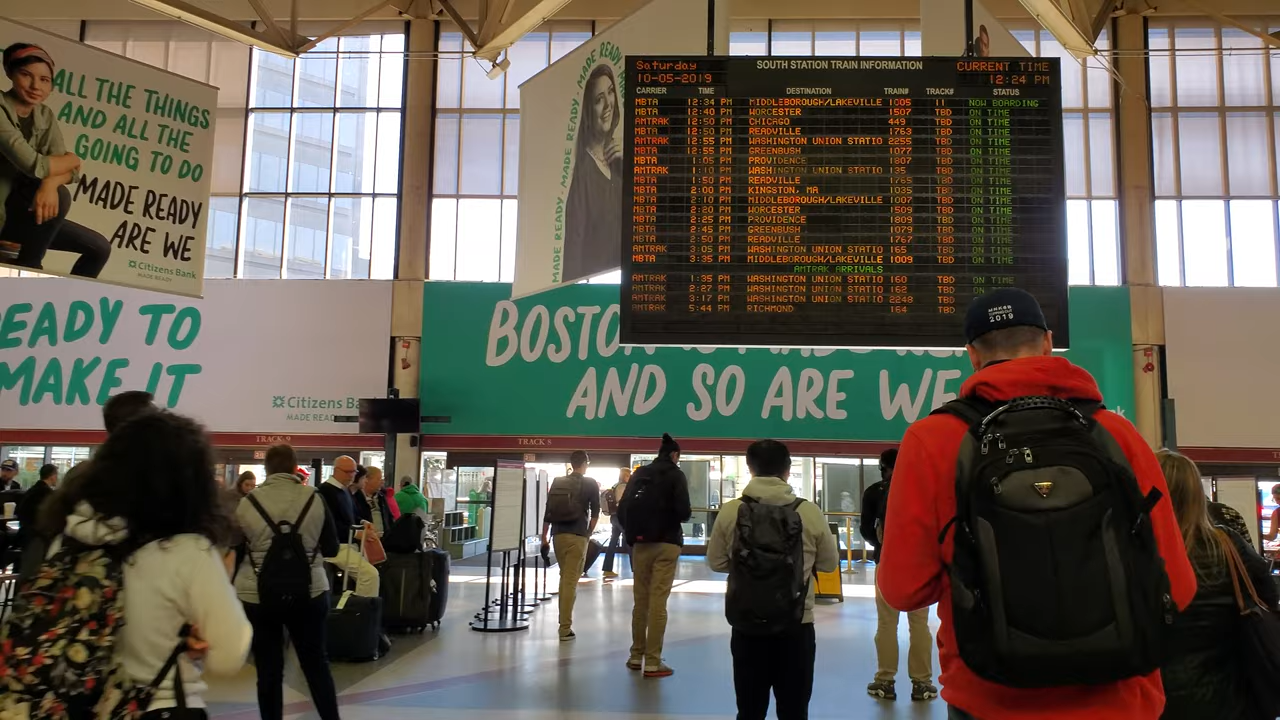 ALL THE THINGS
AND ALL THE
GOING TO DO
MADE READY
ARE WE
Citizens Bank
MADE READY
MADE READY MADE READY MADE READY
READY TO
MAKE IT
Citizens Ba
MADE READY
BOSTO
AND SO ARE WE
TRACK 9
TRACK 8
Saturday SOUTH STATION TRAIN INFORMATION CURRENT TIME
10-05-2019 12:24 PM
CARRIER TIME DESTINATION TRAIN# TRACK# STATUS
MBTA 12:34 PM MIDDLEBOROUGH/LAKEVILLE 1005 11 NOW BOARDING
MBTA 12:40 PM WORCESTER 1507 TBD ON TIME
AMTRAK 12:50 PM CHICAGO 449 TBD ON TIME
MBTA 12:50 PM READVILLE 1763 TBD ON TIME
AMTRAK 12:55 PM WASHINGTON UNION STATIO 2255 TBD ON TIME
MBTA 12:55 PM GREENBUSH 1077 TBD ON TIME
MBTA 1:05 PM PROVIDENCE 1807 TBD ON TIME
AMTRAK 1:10 PM WASHINGTON UNION STATIO 135 TBD ON TIME
MBTA 1:50 PM READVILLE 1765 TBD ON TIME
MBTA 2:00 PM KINGSTON, MA 1035 TBD ON TIME
MBTA 2:10 PM MIDDLEBOROUGH/LAKEVILLE 1007 TBD ON TIME
MBTA 2:20 PM WORCESTER 1509 TBD ON TIME
MBTA 2:25 PM PROVIDENCE 1809 TBD ON TIME
MBTA 2:45 PM GREENBUSH 1079 TBD ON TIME
MBTA 2:50 PM READVILLE 1767 TBD ON TIME
AMTRAK 3:05 PM WASHINGTON UNION STATIO 165 TBD ON TIME
MBTA 3:35 PM MIDDLEBOROUGH/LAKEVILLE 1009 TBD ON TIME
AMTRAK ARRIVALS
AMTRAK 1:35 PM WASHINGTON UNION STATIO 160 TBD ON TIME
AMTRAK 2:27 PM WASHINGTON UNION STATIO 162 TBD ON TIME
AMTRAK 3:17 PM WASHINGTON UNION STATIO 2248 TBD
AMTRAK 5:44 PM RICHMOND 164 TBD
2019